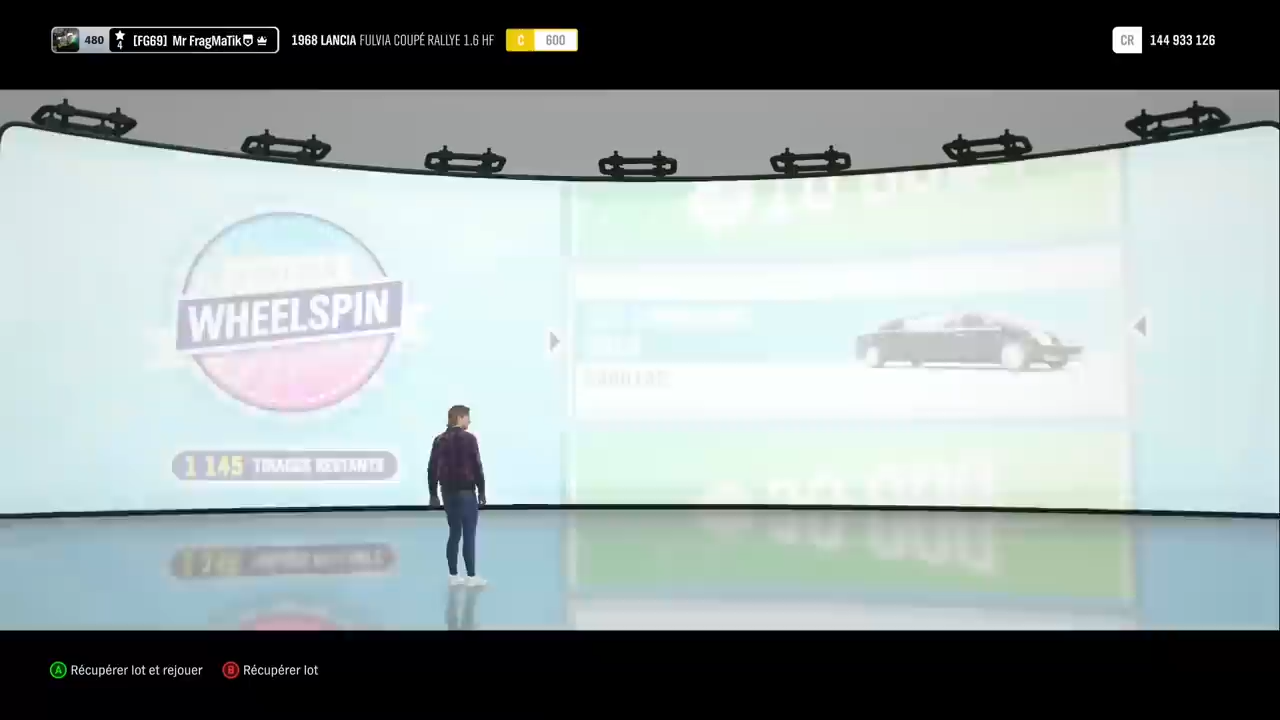 480 4 [FG69] Mr FragMaTik 1968 LANCIA FULVIA COUPÉ RALLYE 1.6 HF C 600 CR 144 933 126
WHEELSPIN
1 145 TIRAGES RESTANTS
A Récupérer lot et rejouer B Récupérer lot